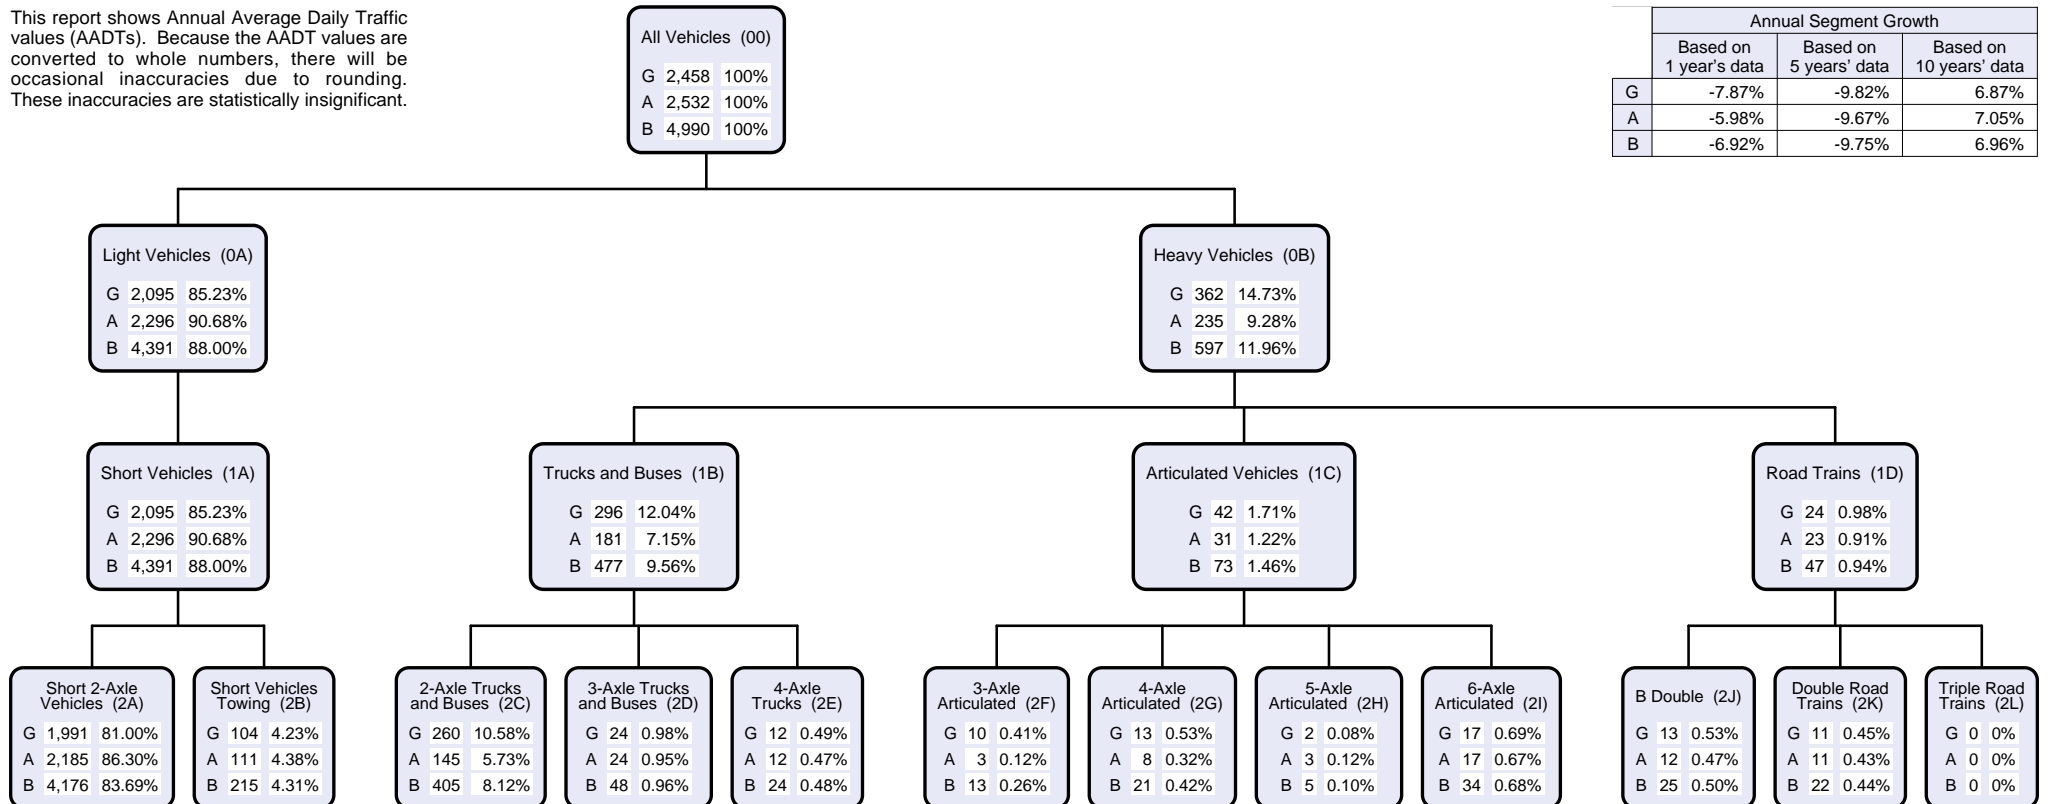 This report shows Annual Average Daily Traffic
values (AADTs). Because the AADT values are
converted to whole numbers, there will be
occasional inaccuracies due to rounding.
These inaccuracies are statistically insignificant.
All Vehicles (00)
G 2,458 100%
A 2,532 100%
B 4,990 100%
Annual Segment Growth
Based on 1 year's data Based on 5 years' data Based on 10 years' data
G -7.87% -9.82% 6.87%
A -5.98% -9.67% 7.05%
B -6.92% -9.75% 6.96%
Light Vehicles (0A)
G 2,095 85.23%
A 2,296 90.68%
B 4,391 88.00%
Heavy Vehicles (0B)
G 362 14.73%
A 235 9.28%
B 597 11.96%
Short Vehicles (1A)
G 2,095 85.23%
A 2,296 90.68%
B 4,391 88.00%
Trucks and Buses (1B)
G 296 12.04%
A 181 7.15%
B 477 9.56%
Articulated Vehicles (1C)
G 42 1.71%
A 31 1.22%
B 73 1.46%
Road Trains (1D)
G 24 0.98%
A 23 0.91%
B 47 0.94%
Short 2-Axle
Vehicles (2A)
G 1,991 81.00%
A 2,185 86.30%
B 4,176 83.69%
Short Vehicles
Towing (2B)
G 104 4.23%
A 111 4.38%
B 215 4.31%
2-Axle Trucks
and Buses (2C)
G 260 10.58%
A 145 5.73%
B 405 8.12%
3-Axle Trucks
and Buses (2D)
G 24 0.98%
A 24 0.95%
B 48 0.96%
4-Axle
Trucks (2E)
G 12 0.49%
A 12 0.47%
B 24 0.48%
3-Axle
Articulated (2F)
G 10 0.41%
A 3 0.12%
B 13 0.26%
4-Axle
Articulated (2G)
G 13 0.53%
A 8 0.32%
B 21 0.42%
5-Axle
Articulated (2H)
G 2 0.08%
A 3 0.12%
B 5 0.10%
6-Axle
Articulated (2I)
G 17 0.69%
A 17 0.67%
B 34 0.68%
B Double (2J)
G 13 0.53%
A 12 0.47%
B 25 0.50%
Double Road
Trains (2K)
G 11 0.45%
A 11 0.43%
B 22 0.44%
Triple Road
Trains (2L)
G 0 0%
A 0 0%
B 0 0%